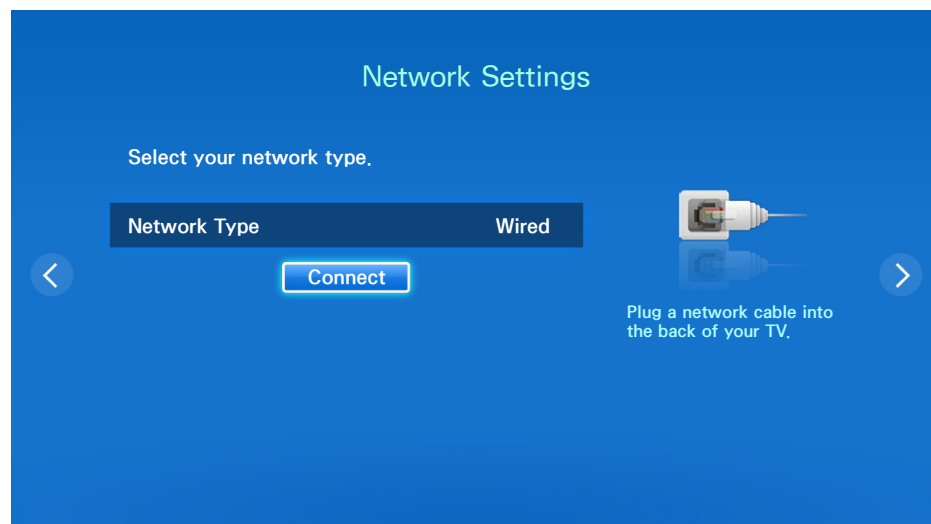 Network Settings
Select your network type.
Network Type Wired
Connect
Plug a network cable into
the back of your TV.